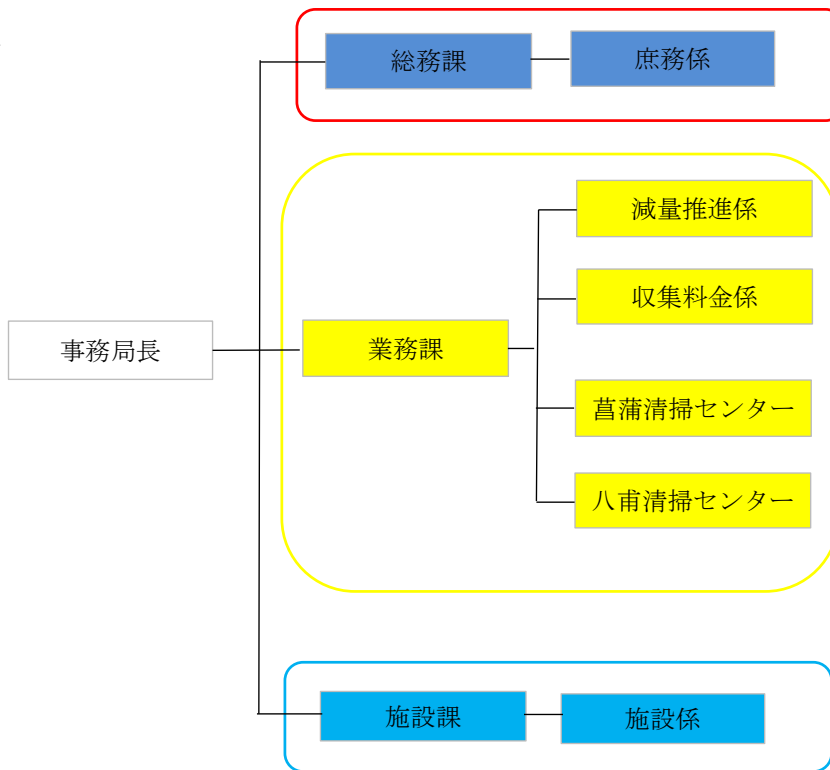 総務課
庶務係
減量推進係
収集料金係
事務局長
業務課
菖蒲清掃センター
八甫清掃センター
施設課
施設係